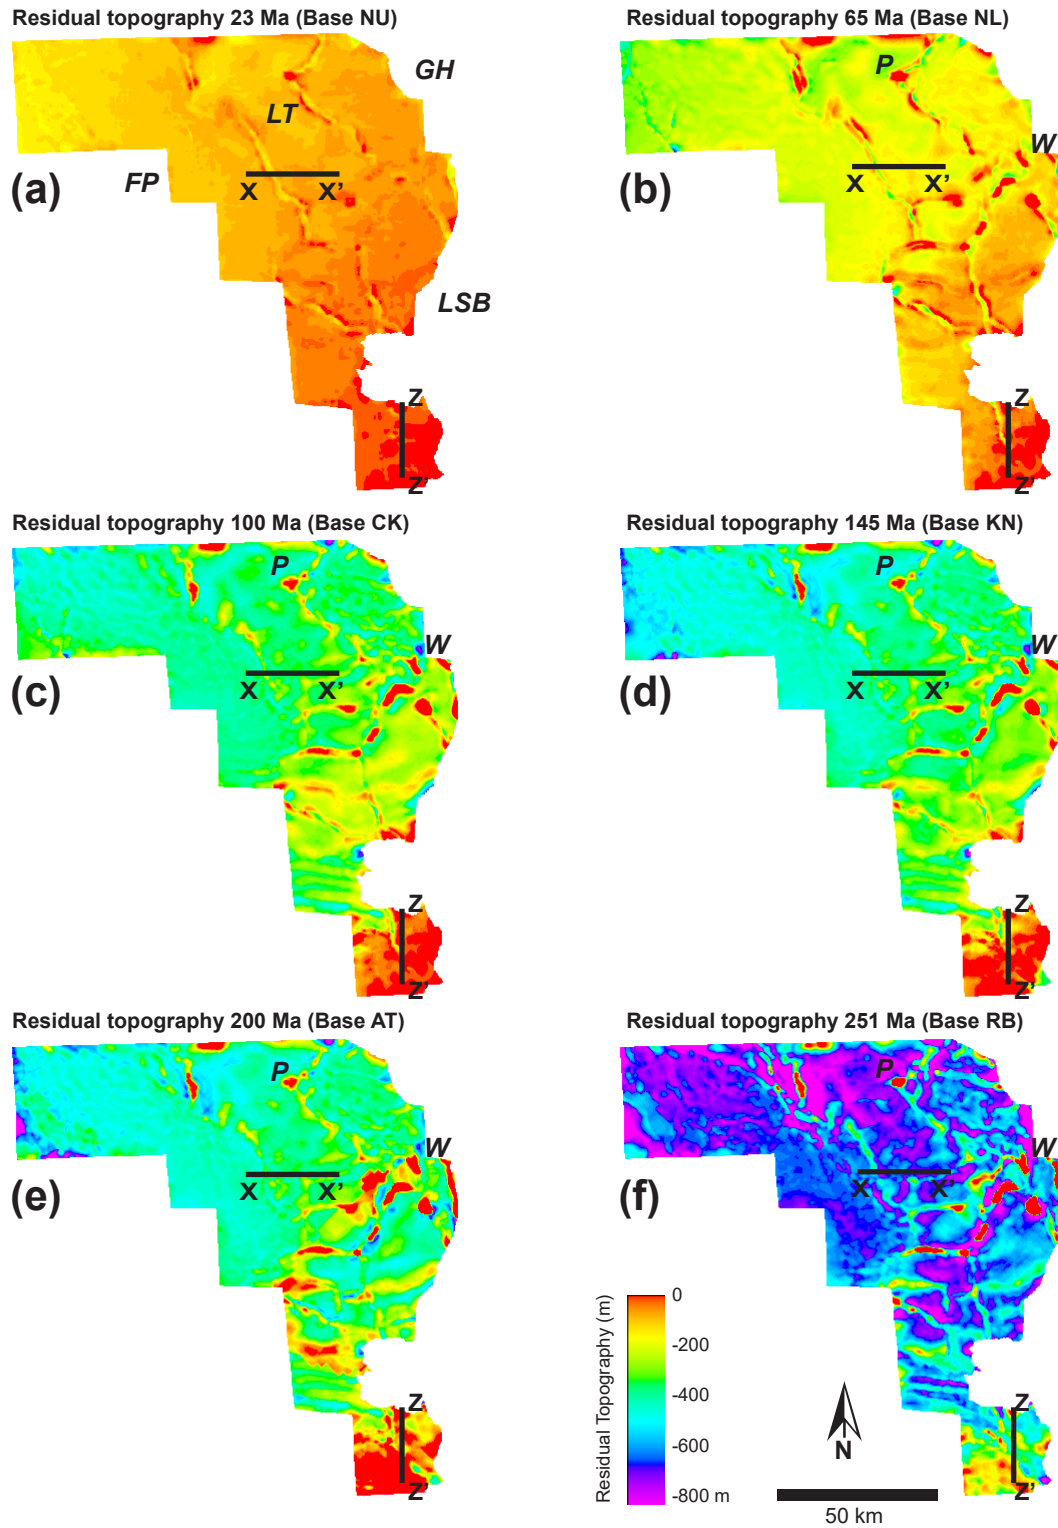 Residual topography 23 Ma (Base NU)
GH
LT
FP
X X'
(a)
LSB
Z
Z'
Residual topography 65 Ma (Base NL)
P
W
X X'
(b)
Z
Z'
Residual topography 100 Ma (Base CK)
P
W
X X'
(c)
Z
Z'
Residual topography 145 Ma (Base KN)
P
W
X X'
(d)
Z
Z'
Residual topography 200 Ma (Base AT)
P
W
X X'
(e)
Z
Z'
Residual topography 251 Ma (Base RB)
P
W
X X'
(f)
Z
Z'
Residual Topography (m)
0
-200
-400
-600
-800 m
N
50 km